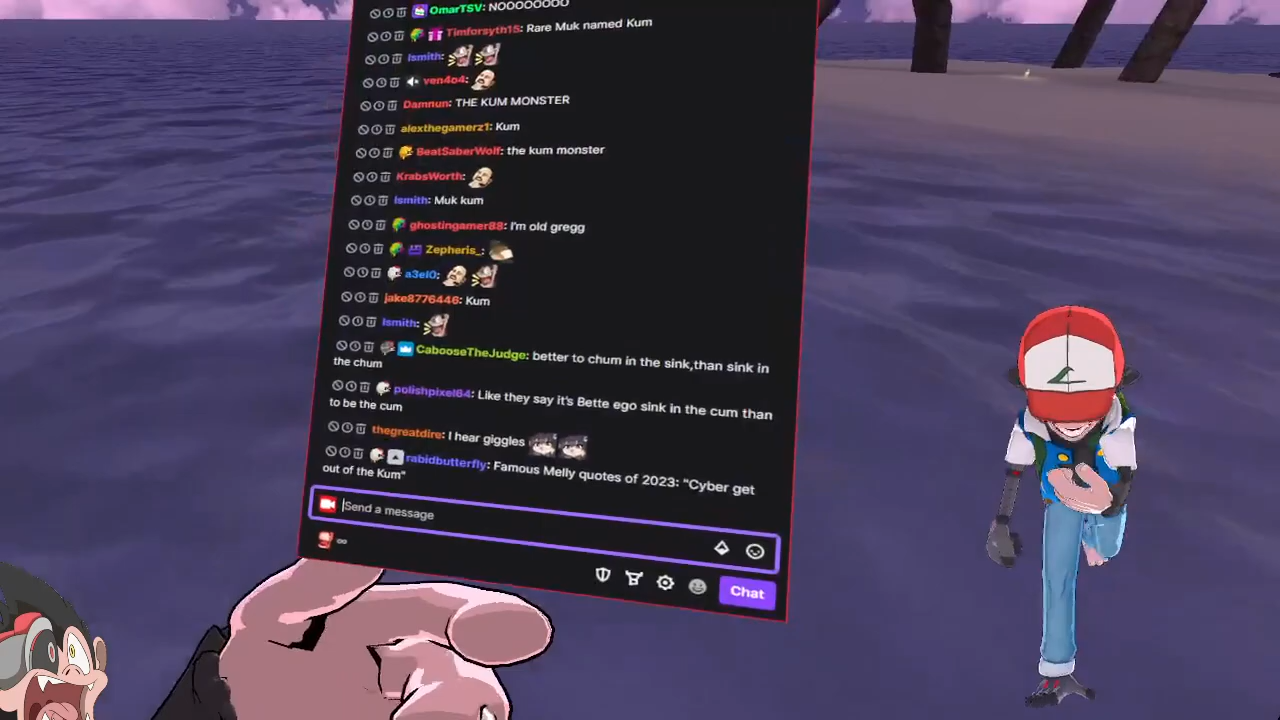 OmarTSV: NOOOOOOOO
Timforsyth15: Rare Muk named Kum
lsmith:
ven4o4:
Damnun: THE KUM MONSTER
alexthegamerz1: Kum
BeatSaberWolf: the kum monster
KrabsWorth:
lsmith: Muk kum
ghostingamer88: I'm old gregg
Zepheris_:
a3el0:
jake8776446: Kum
lsmith:
CabooseTheJudge: better to chum in the sink,than sink in
the chum
polishpixel64: Like they say it's Bette ego sink in the cum than
to be the cum
thegreatdire: I hear giggles
rabidbutterfly: Famous Melly quotes of 2023: "Cyber get
out of the Kum"
Send a message
∞
Chat